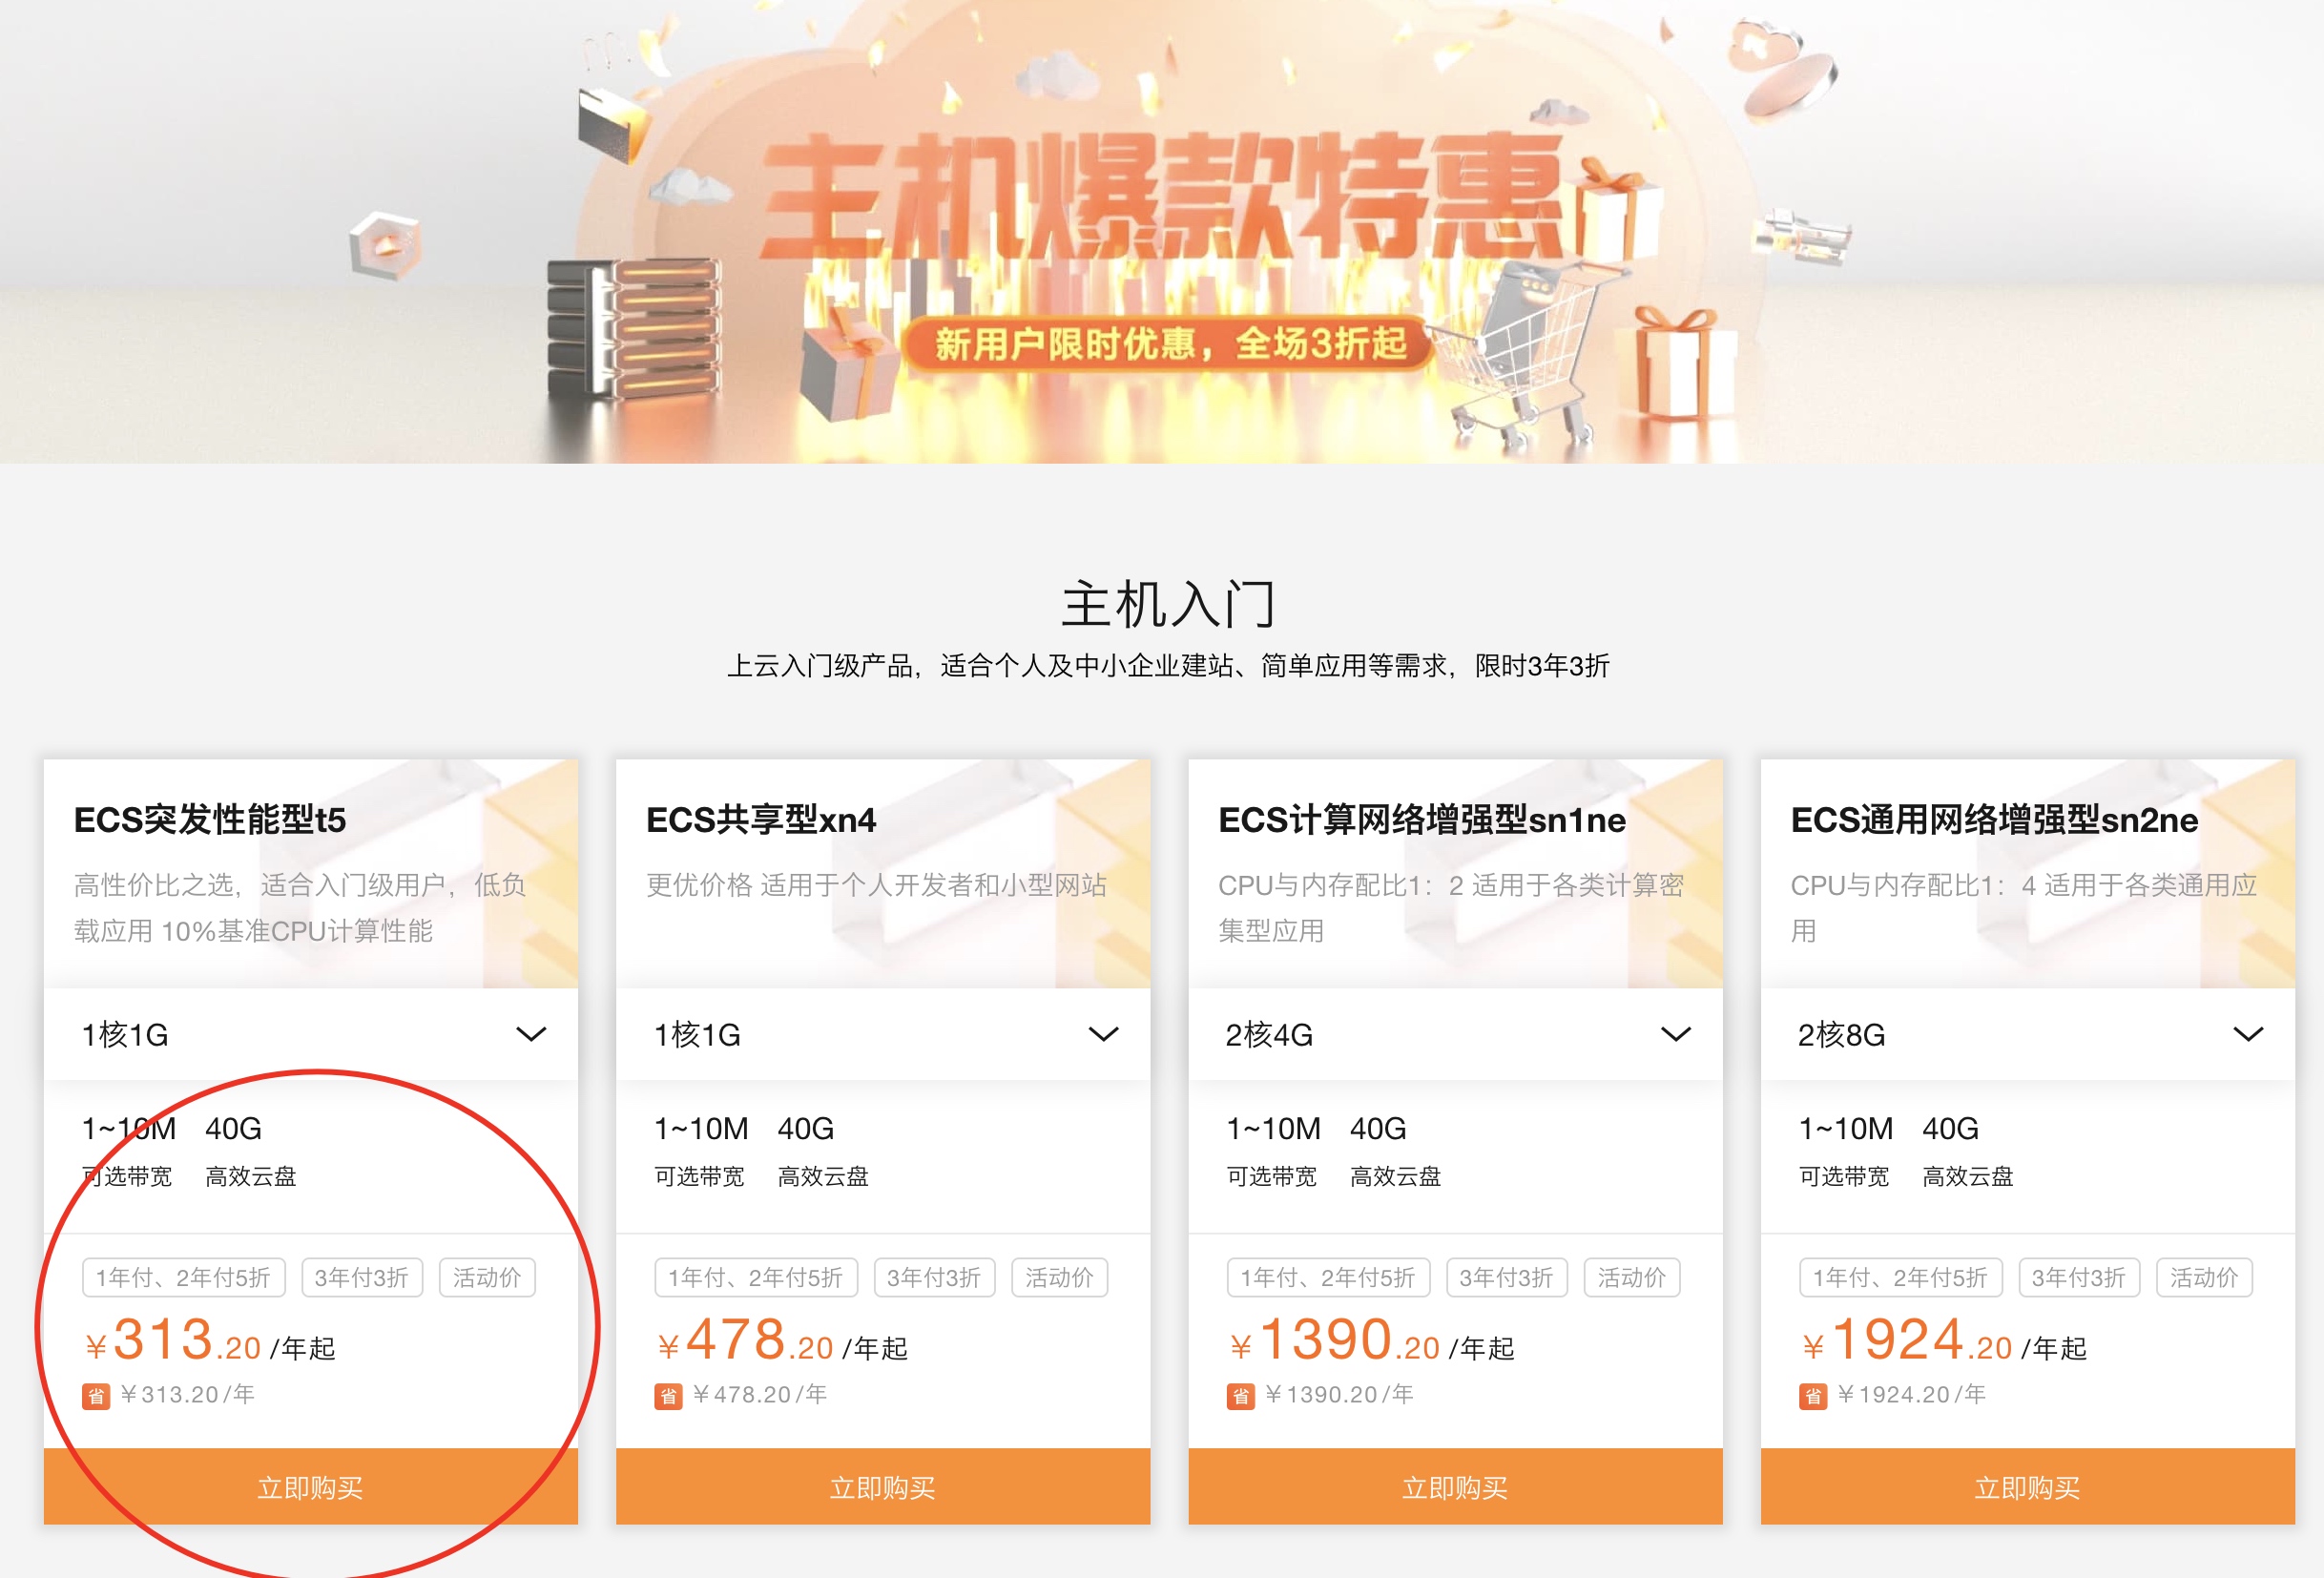 主机爆款特惠
新用户限时优惠，全场3折起
主机入门
上云入门级产品，适合个人及中小企业建站、简单应用等需求，限时3年3折
ECS突发性能型t5
高性价比之选，适合入门级用户，低负
载应用 10%基准CPU计算性能
1核1G
1~10M 40G
可选带宽 高效云盘
1年付、2年付5折 3年付3折 活动价
￥313.20 /年起
省 ￥313.20/年
立即购买
ECS共享型xn4
更优价格 适用于个人开发者和小型网站
1核1G
1~10M 40G
可选带宽 高效云盘
1年付、2年付5折 3年付3折 活动价
￥478.20 /年起
省 ￥478.20/年
立即购买
ECS计算网络增强型sn1ne
CPU与内存配比1：2 适用于各类计算密
集型应用
2核4G
1~10M 40G
可选带宽 高效云盘
1年付、2年付5折 3年付3折 活动价
￥1390.20 /年起
省 ￥1390.20/年
立即购买
ECS通用网络增强型sn2ne
CPU与内存配比1：4 适用于各类通用应
用
2核8G
1~10M 40G
可选带宽 高效云盘
1年付、2年付5折 3年付3折 活动价
￥1924.20 /年起
省 ￥1924.20/年
立即购买